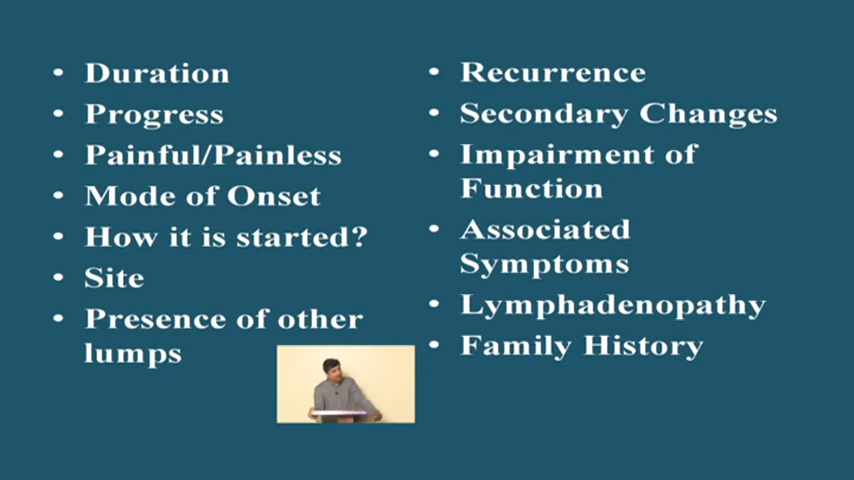 • Duration
• Progress
• Painful/Painless
• Mode of Onset
• How it is started?
• Site
• Presence of other
lumps
• Recurrence
• Secondary Changes
• Impairment of
Function
• Associated
Symptoms
• Lymphadenopathy
• Family History